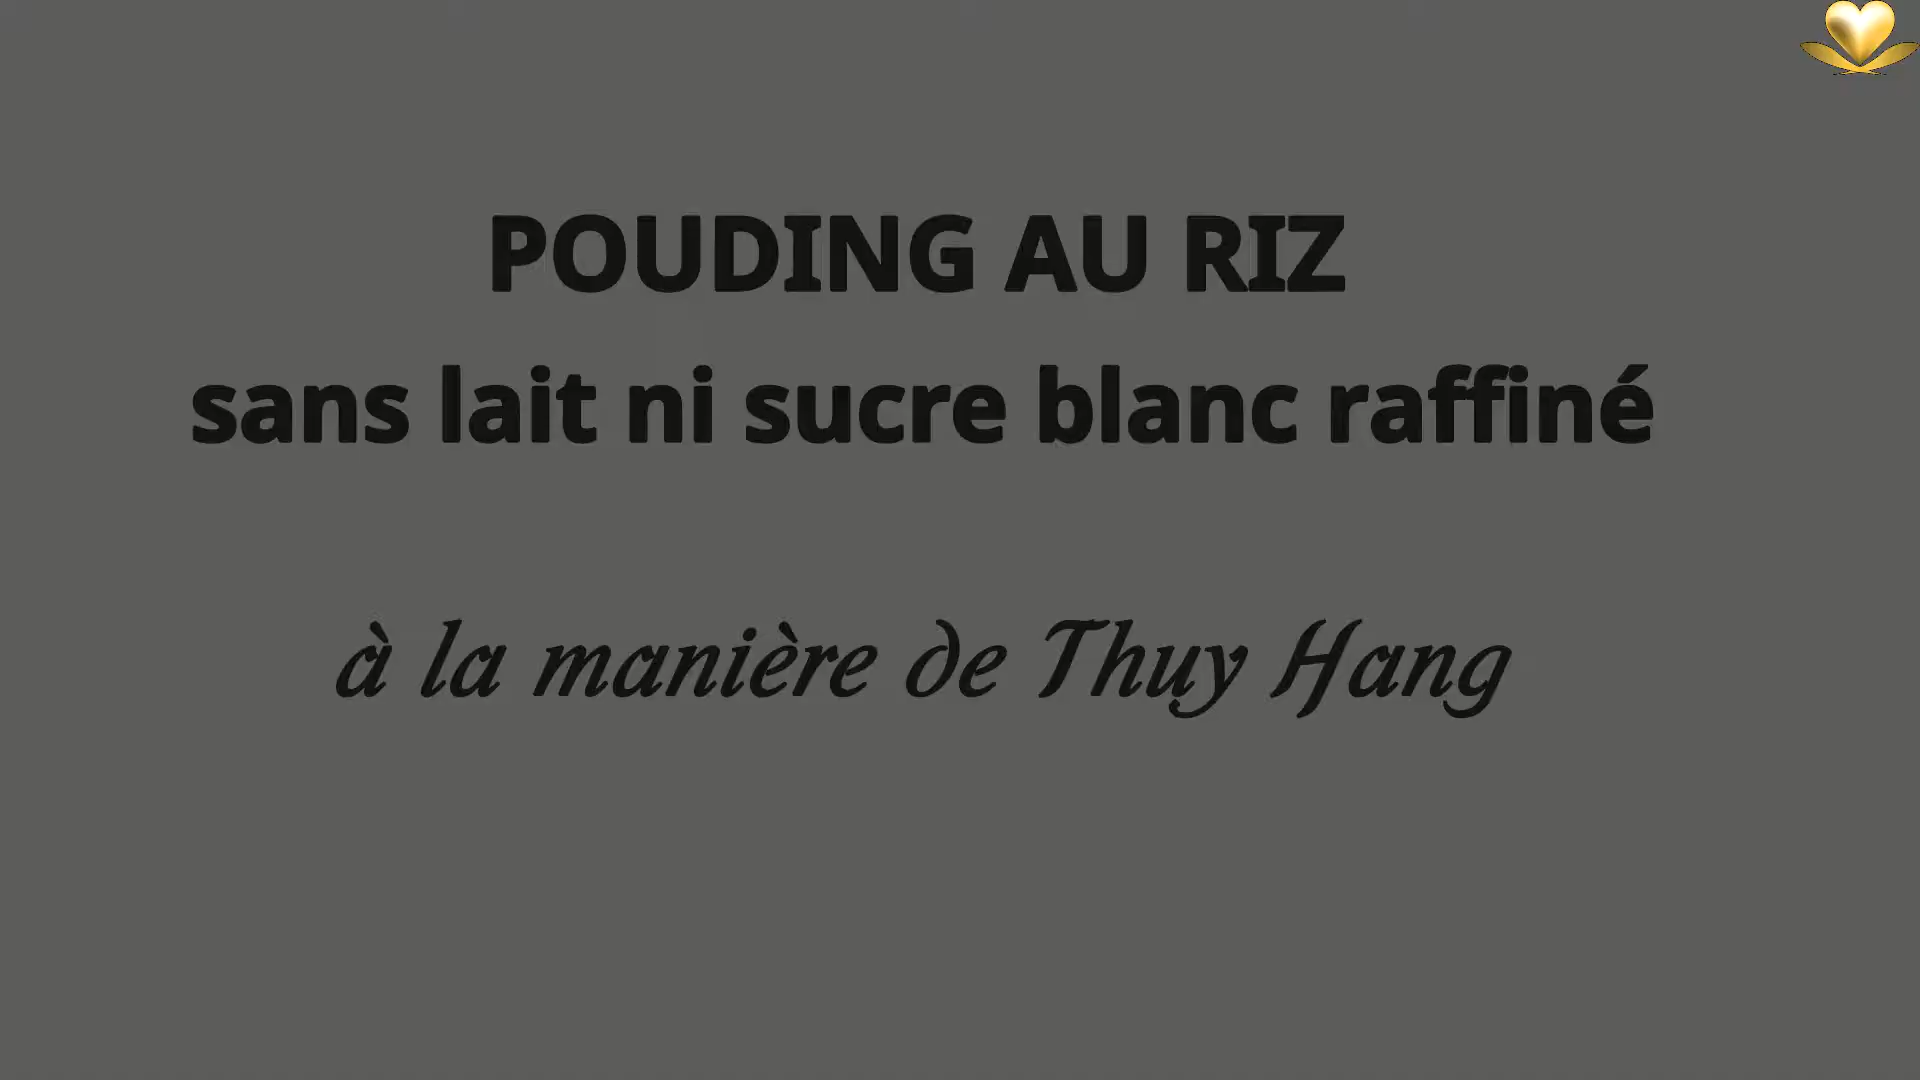 POUDING AU RIZ
sans lait ni sucre blanc raffiné
à la manière de Thuy Hang